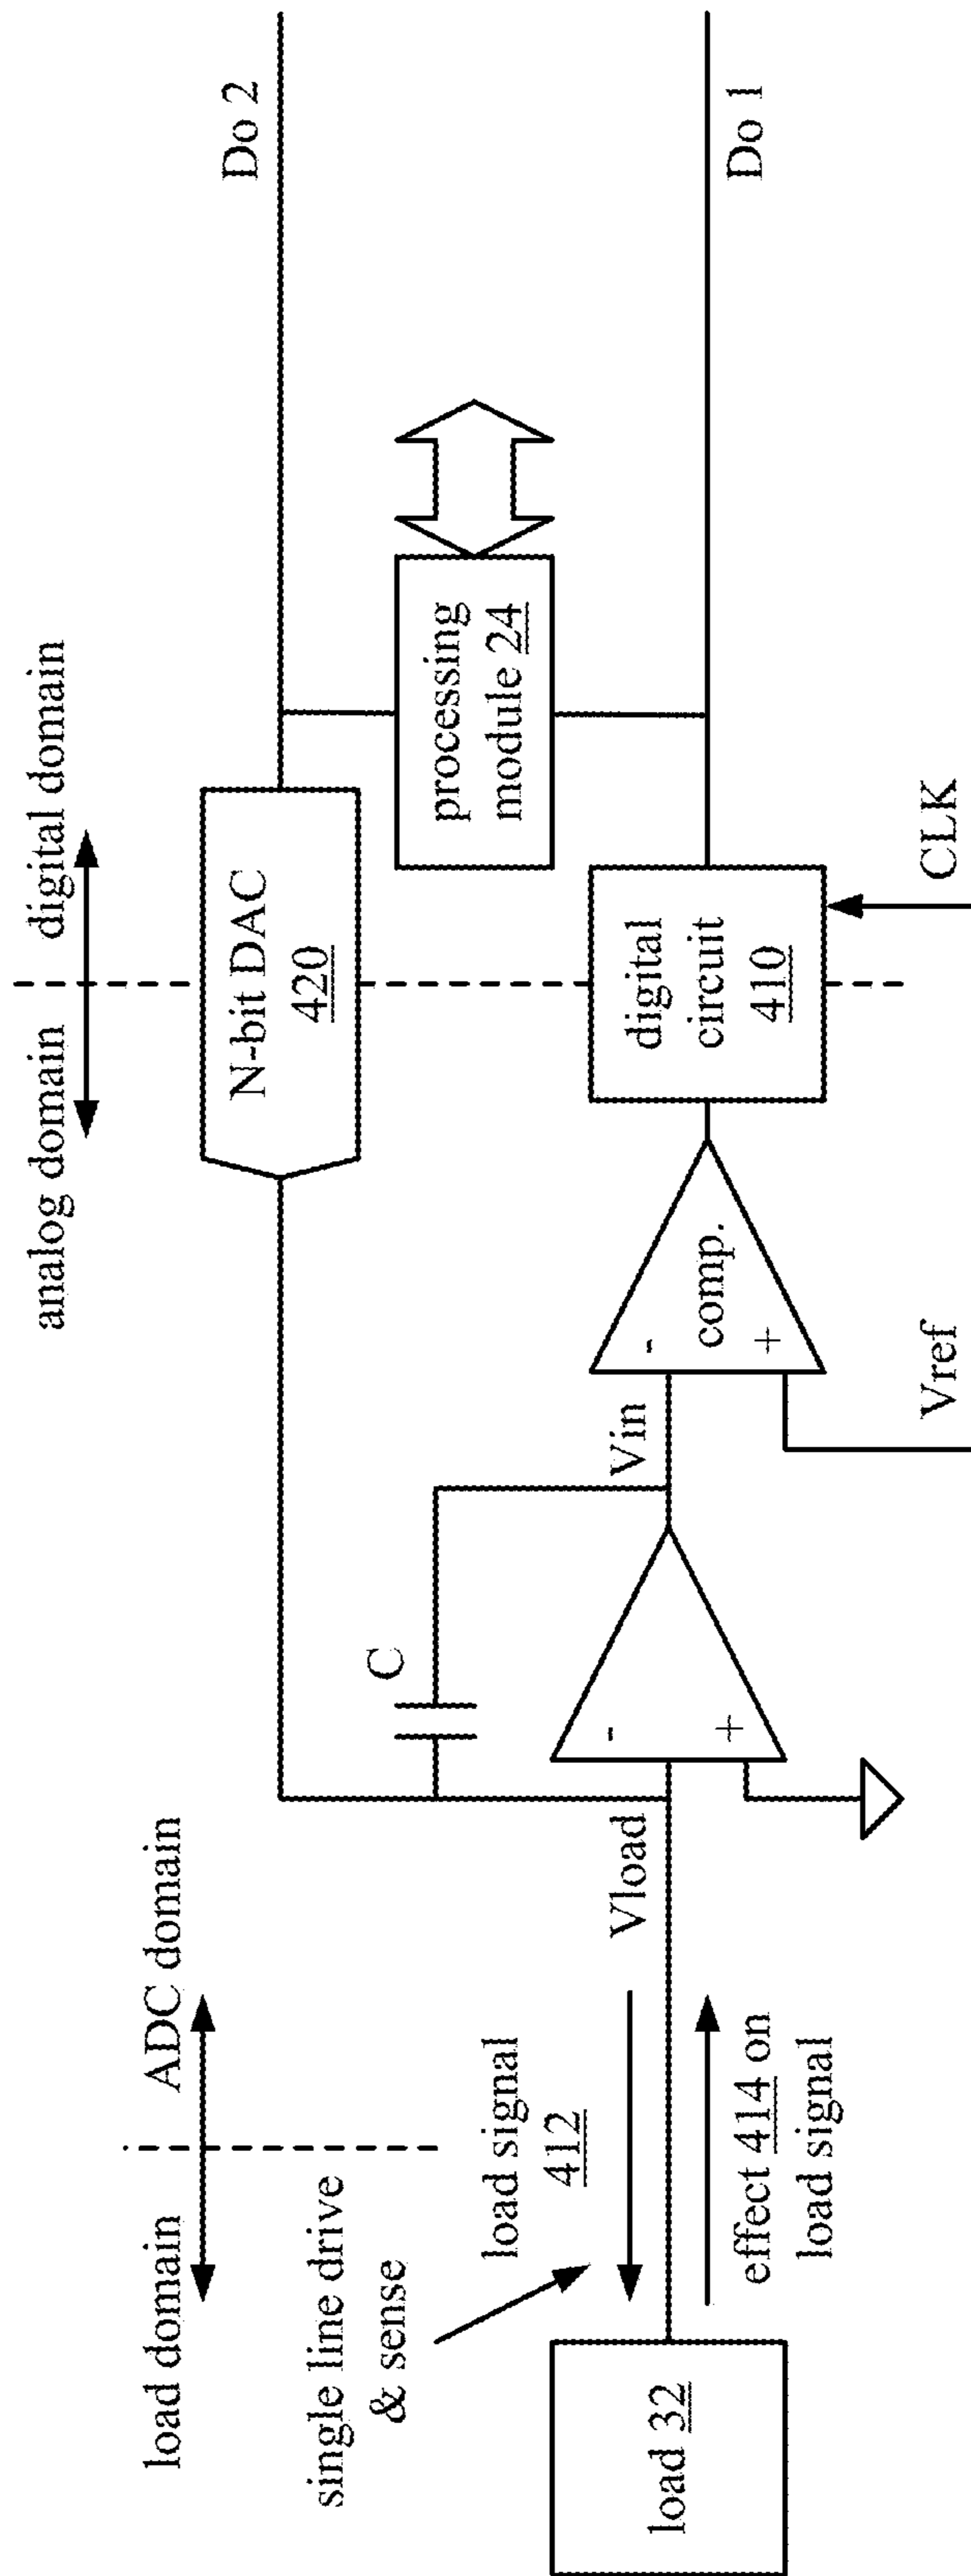 load domain
ADC domain
analog domain
digital domain
single line drive
& sense
load signal
412
effect 414 on
load signal
load 32
Vload
C
-
+
Vin
-
+
comp.
Vref
N-bit DAC
420
digital
circuit
410
CLK
processing
module 24
Do 2
Do 1